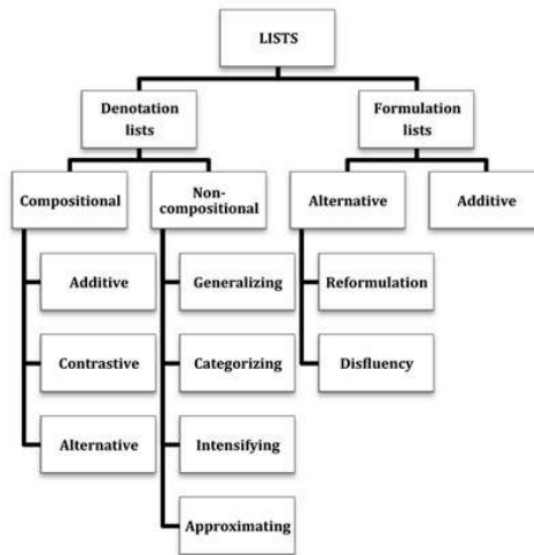 LISTS
Denotation
lists
Formulation
lists
Compositional
Non-
compositional
Alternative
Additive
Additive
Generalizing
Reformulation
Contrastive
Categorizing
Disfluency
Alternative
Intensifying
Approximating